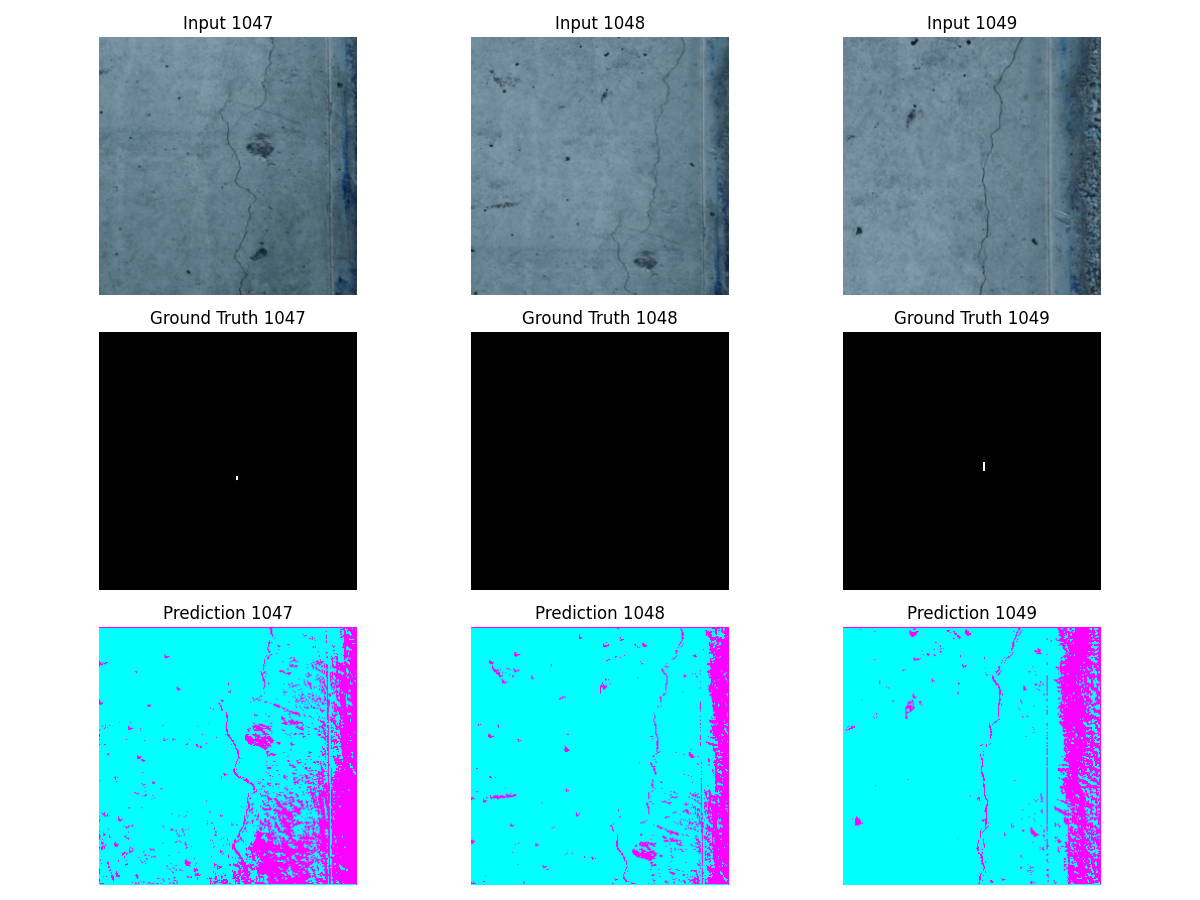 Input 1047
Input 1048
Input 1049
Ground Truth 1047
Ground Truth 1048
Ground Truth 1049
Prediction 1047
Prediction 1048
Prediction 1049